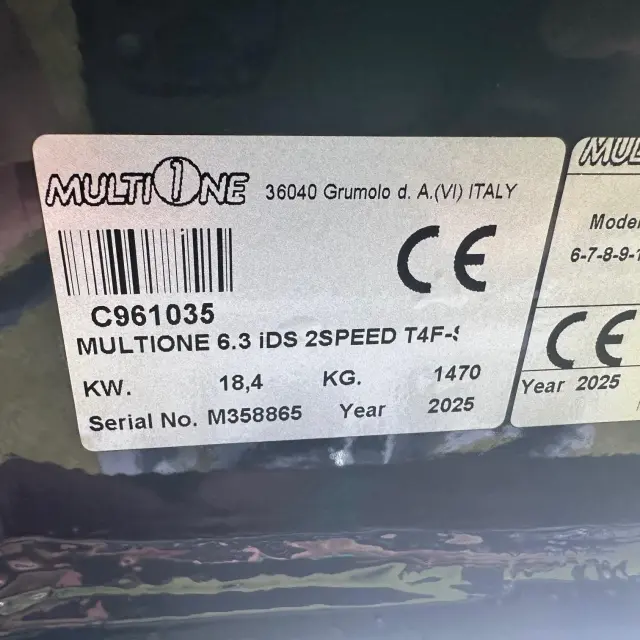 MULTIONE 36040 Grumolo d. A.(VI) ITALY
CE
C961035
MULTIONE 6.3 iDS 2SPEED T4F-
KW. 18,4 KG. 1470
Serial No. M358865 Year 2025
6-7-8-9-
CE
Year 2025